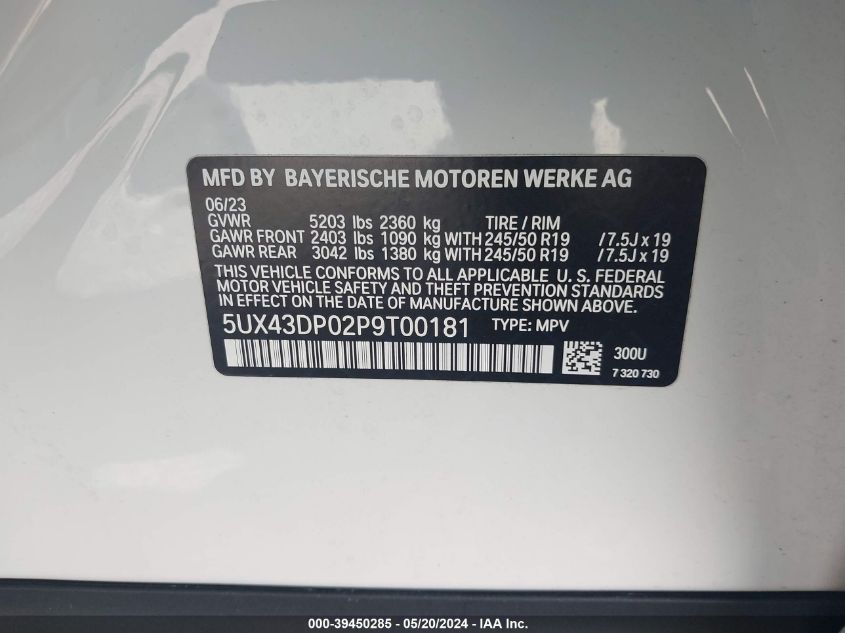 MFD BY BAYERISCHE MOTOREN WERKE AG
06/23
GVWR 5203 lbs 2360 kg TIRE / RIM
GAWR FRONT 2403 lbs 1090 kg WITH 245/50 R19 / 7.5J x 19
GAWR REAR 3042 lbs 1380 kg WITH 245/50 R19 / 7.5J x 19
THIS VEHICLE CONFORMS TO ALL APPLICABLE U. S. FEDERAL
MOTOR VEHICLE SAFETY AND THEFT PREVENTION STANDARDS
IN EFFECT ON THE DATE OF MANUFACTURE SHOWN ABOVE.
5UX43DP02P9T00181 TYPE: MPV
300U
7 320 730
000-39450285 - 05/20/2024 - IAA Inc.